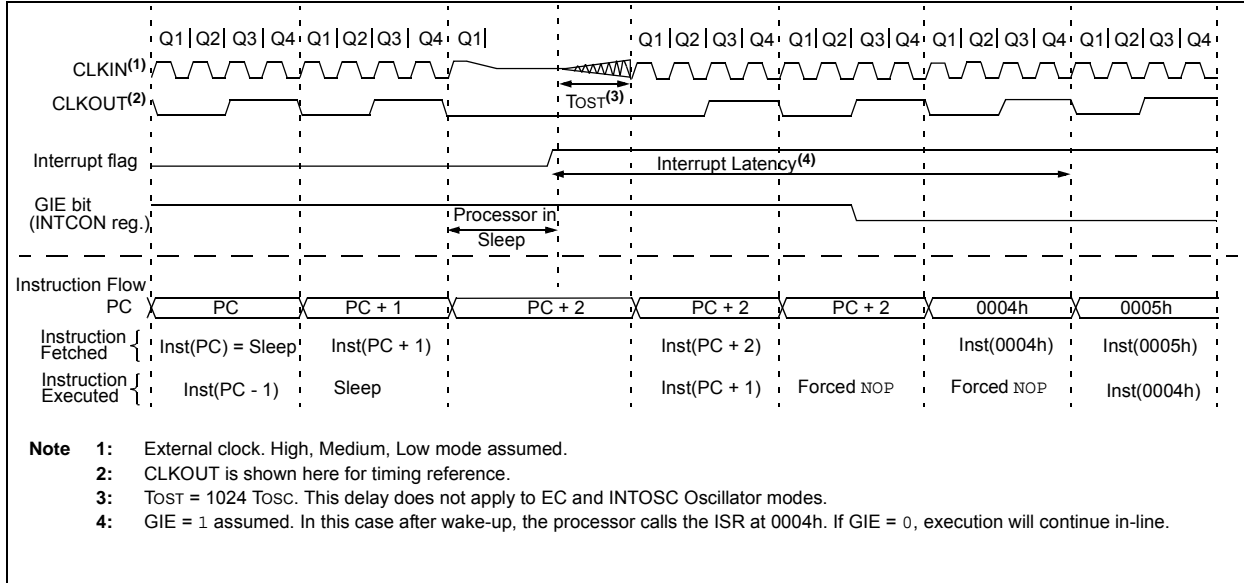 Q1 | Q2 | Q3 | Q4 Q1 | Q2 | Q3 | Q4 Q1 | Q1 | Q2 | Q3 | Q4 Q1 | Q2 | Q3 | Q4 Q1 | Q2 | Q3 | Q4 Q1 | Q2 | Q3 | Q4
CLKIN(1)
CLKOUT(2)
TOST(3)
Interrupt flag
Interrupt Latency(4)
GIE bit
(INTCON reg.)
Processor in
Sleep
Instruction Flow
PC PC PC + 1 PC + 2 PC + 2 PC + 2 0004h 0005h
Instruction
Fetched
Inst(PC) = Sleep Inst(PC + 1) Inst(PC + 2) Inst(0004h) Inst(0005h)
Instruction
Executed
Inst(PC - 1) Sleep Inst(PC + 1) Forced NOP Forced NOP Inst(0004h)
Note 1: External clock. High, Medium, Low mode assumed.
2: CLKOUT is shown here for timing reference.
3: TOST = 1024 TOSC. This delay does not apply to EC and INTOSC Oscillator modes.
4: GIE = 1 assumed. In this case after wake-up, the processor calls the ISR at 0004h. If GIE = 0, execution will continue in-line.